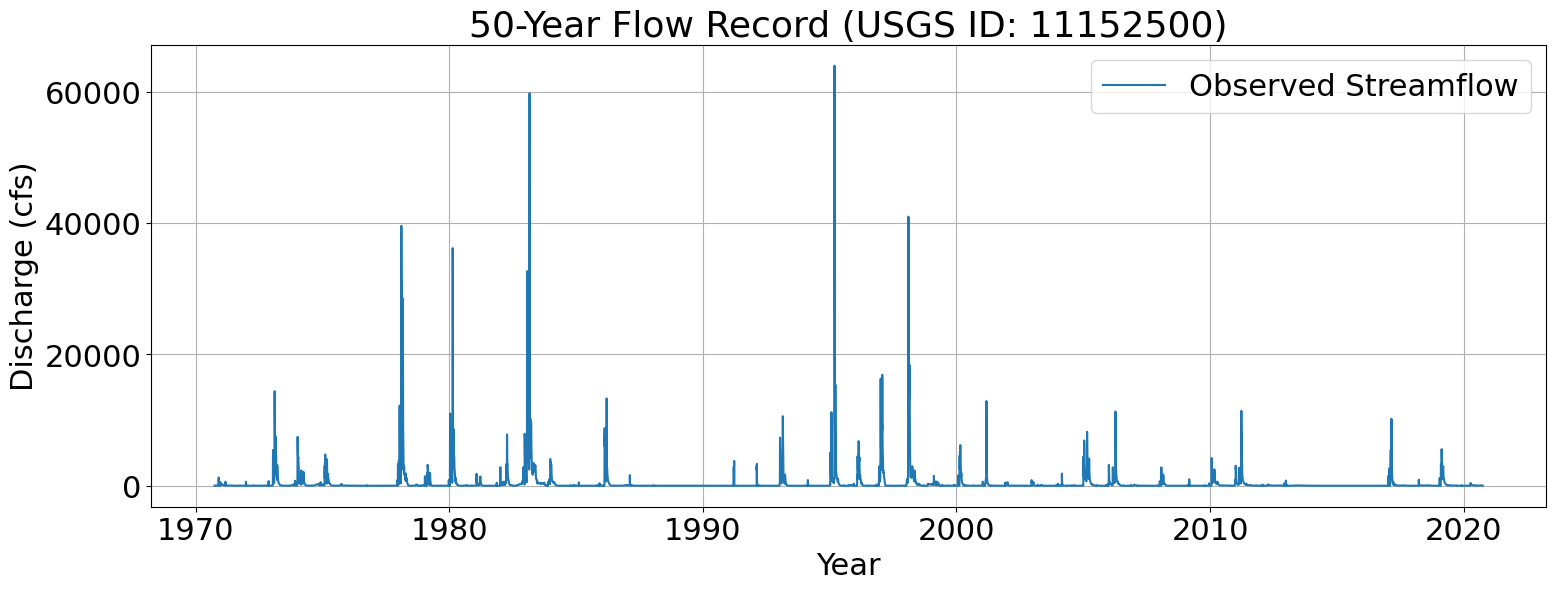 50-Year Flow Record (USGS ID: 11152500)
Observed Streamflow
Discharge (cfs)
60000
40000
20000
0
1970 1980 1990 2000 2010 2020
Year